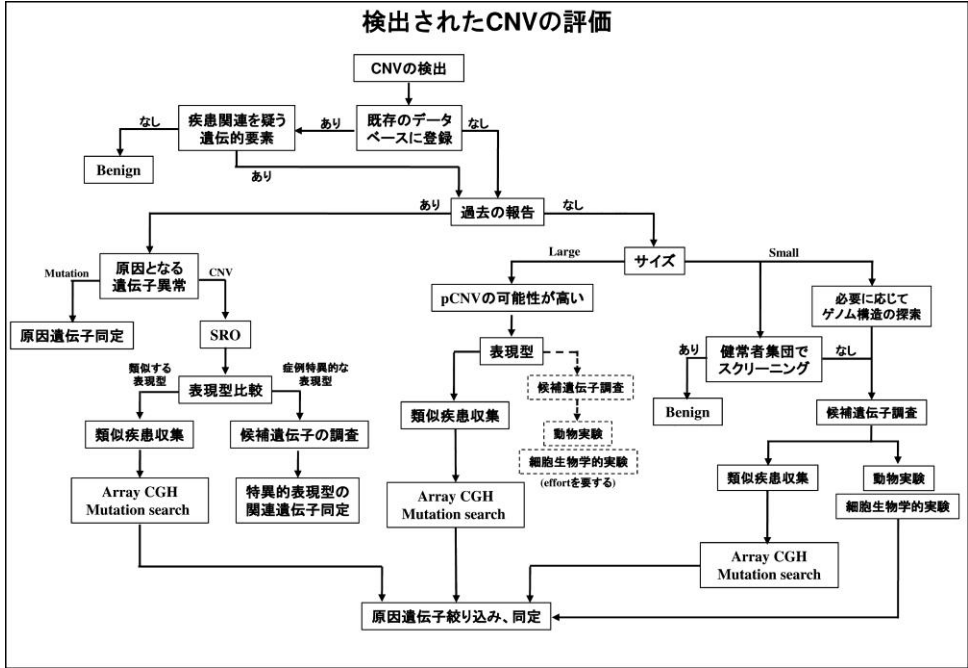 検出されたCNVの評価
CNVの検出
疾患関連を疑う
遺伝的要素
なし
あり
既存のデータ
ベースに登録
なし
Benign
あり
あり
過去の報告
なし
Mutation
原因となる
遺伝子異常
CNV
Large
サイズ
Small
原因遺伝子同定
SRO
pCNVの可能性が高い
必要に応じて
ゲノム構造の探索
類似する
表現型
表現型比較
症例特異的な
表現型
表現型
あり
健常者集団で
スクリーニング
なし
候補遺伝子調査
Benign
候補遺伝子調査
類似疾患収集
候補遺伝子の調査
類似疾患収集
動物実験
細胞生物学的実験
(effortを要する)
類似疾患収集
動物実験
細胞生物学的実験
Array CGH
Mutation search
特異的表現型の
関連遺伝子同定
Array CGH
Mutation search
Array CGH
Mutation search
原因遺伝子絞り込み、同定